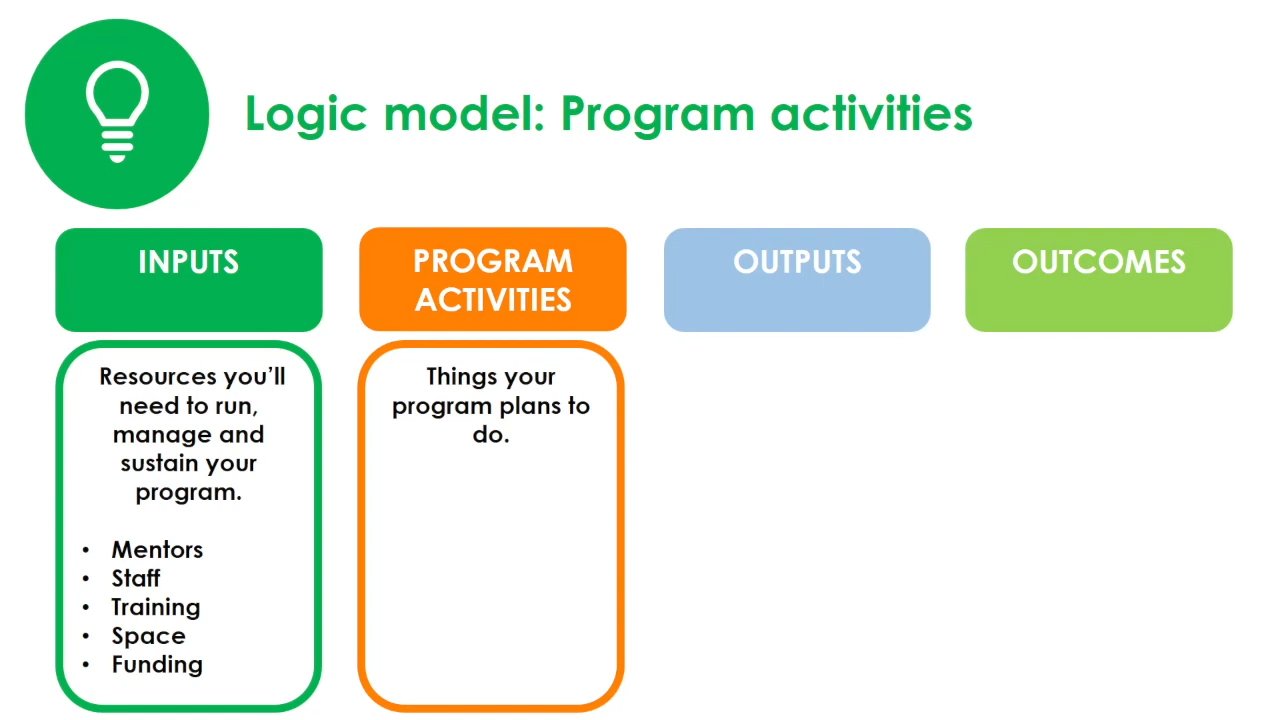 Logic model: Program activities
INPUTS
PROGRAM
ACTIVITIES
OUTPUTS
OUTCOMES
Resources you’ll
need to run,
manage and
sustain your
program.
• Mentors
• Staff
• Training
• Space
• Funding
Things your
program plans to
do.